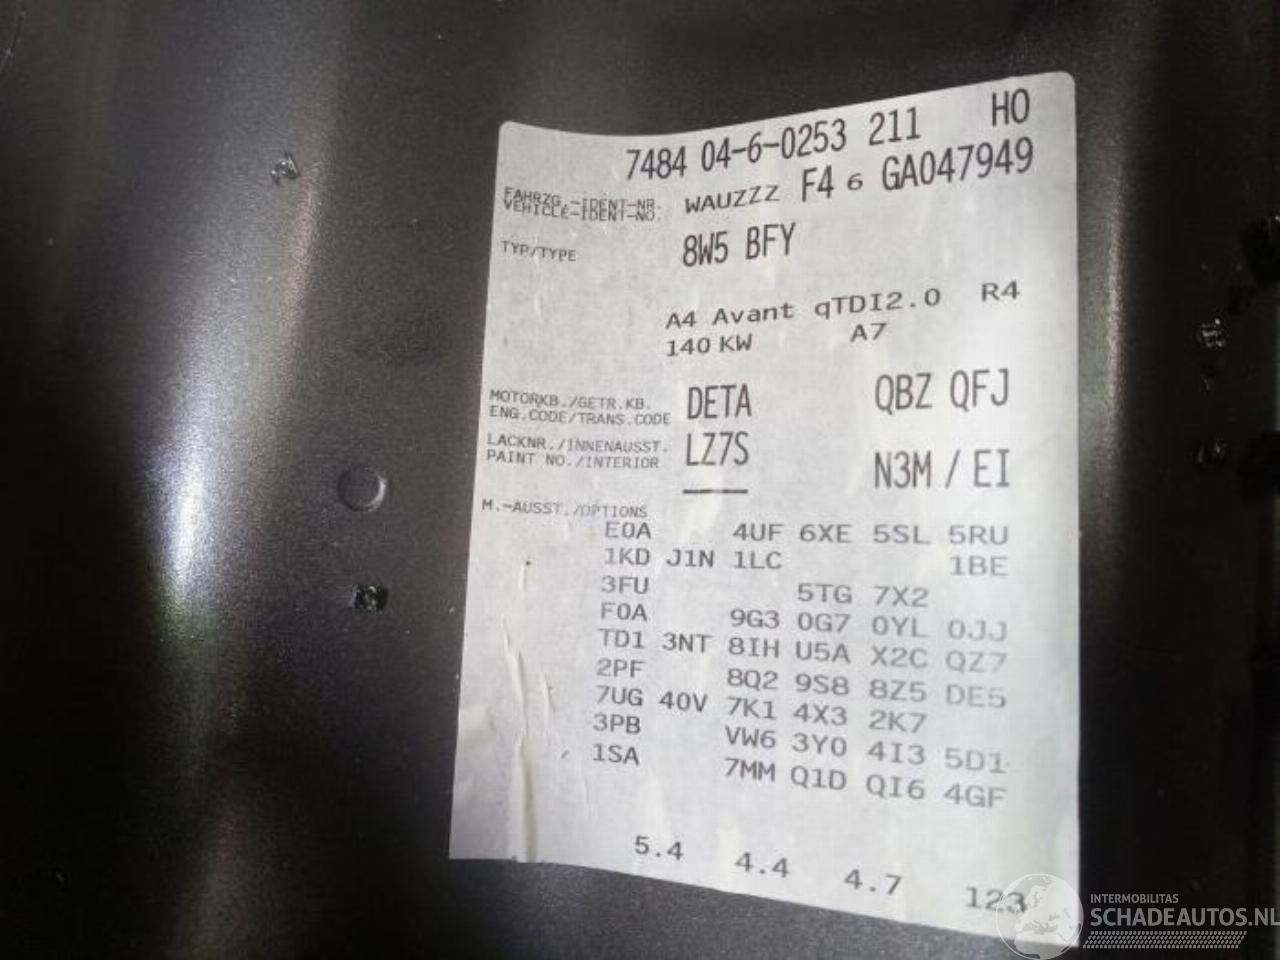 7484 04-6-0253 211 HO
FAHRZG.-IDENT-NR.
VEHICLE-IDENT-NO. WAUZZZ F4 6 GA047949
TYP/TYPE 8W5 BFY
A4 Avant qTDI2.0 R4
140 KW A7
MOTORKB./GETR.KB.
ENG.CODE/TRANS.CODE DETA QBZ QFJ
LACKNR./INNENAUSST.
PAINT NO./INTERIOR LZ7S N3M / EI
M.-AUSST./OPTIONS
E0A 4UF 6XE 5SL 5RU
1KD J1N 1LC 1BE
3FU 5TG 7X2
F0A 9G3 0G7 0YL 0JJ
TD1 3NT 8IH U5A X2C QZ7
2PF 8Q2 9S8 8Z5 DE5
7UG 40V 7K1 4X3 2K7
3PB VW6 3Y0 4I3 5D1
1SA 7MM Q1D QI6 4GF
5.4 4.4 4.7 123
INTERMOBILITAS
SCHADEAUTOS.NL